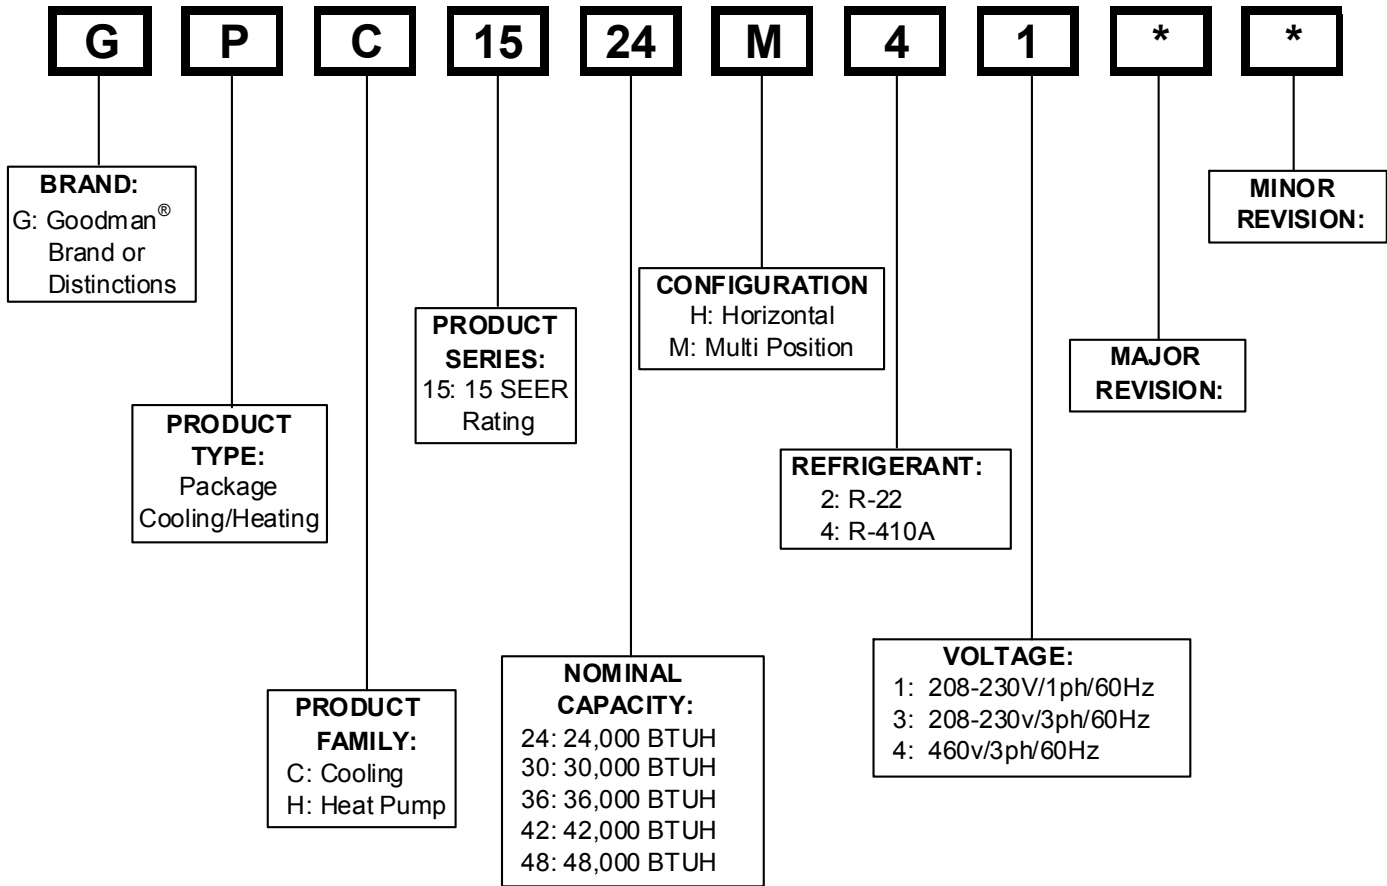 G P C 15 24 M 4 1 * *
BRAND:
G: Goodman®
Brand or
Distinctions
PRODUCT
TYPE:
Package
Cooling/Heating
PRODUCT
FAMILY:
C: Cooling
H: Heat Pump
PRODUCT
SERIES:
15: 15 SEER
Rating
NOMINAL
CAPACITY:
24: 24,000 BTUH
30: 30,000 BTUH
36: 36,000 BTUH
42: 42,000 BTUH
48: 48,000 BTUH
CONFIGURATION
H: Horizontal
M: Multi Position
REFRIGERANT:
2: R-22
4: R-410A
VOLTAGE:
1: 208-230V/1ph/60Hz
3: 208-230v/3ph/60Hz
4: 460v/3ph/60Hz
MAJOR
REVISION:
MINOR
REVISION: